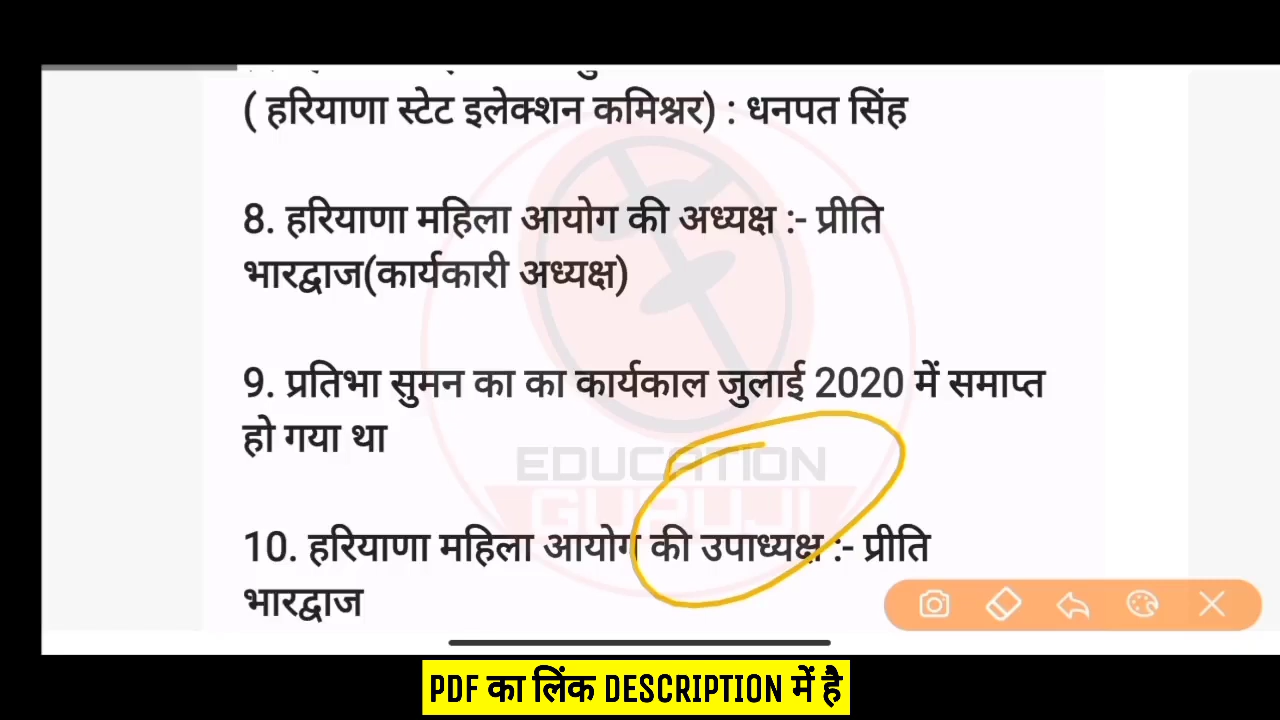 ( हरियाणा स्टेट इलेक्शन कमिश्नर) : धनपत सिंह
8. हरियाणा महिला आयोग की अध्यक्ष :- प्रीति
भारद्वाज(कार्यकारी अध्यक्ष)
9. प्रतिभा सुमन का का कार्यकाल जुलाई 2020 में समाप्त
हो गया था
EDUCATION
GURUJI
10. हरियाणा महिला आयोग की उपाध्यक्ष :- प्रीति
भारद्वाज
PDF का लिंक DESCRIPTION में है